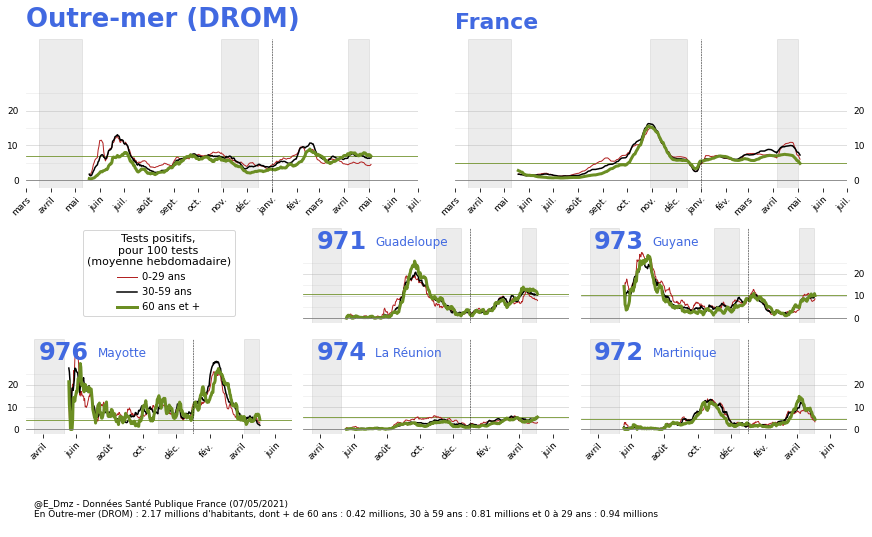 Outre-mer (DROM)
France
20
10
0
20
10
0
mars avril mai juin juil. août sept. oct. nov. déc. janv. fév. mars avril mai juin juil.
mars avril mai juin juil. août sept. oct. nov. déc. janv. fév. mars avril mai juin juil.
Tests positifs,
pour 100 tests
(moyenne hebdomadaire)
0-29 ans
30-59 ans
60 ans et +
971 Guadeloupe
973 Guyane
20
10
0
976 Mayotte
974 La Réunion
972 Martinique
20
10
0
20
10
0
avril juin août oct. déc. fév. avril juin
avril juin août oct. déc. fév. avril juin
avril juin août oct. déc. fév. avril juin
@E_Dmz - Données Santé Publique France (07/05/2021)
En Outre-mer (DROM) : 2.17 millions d'habitants, dont + de 60 ans : 0.42 millions, 30 à 59 ans : 0.81 millions et 0 à 29 ans : 0.94 millions